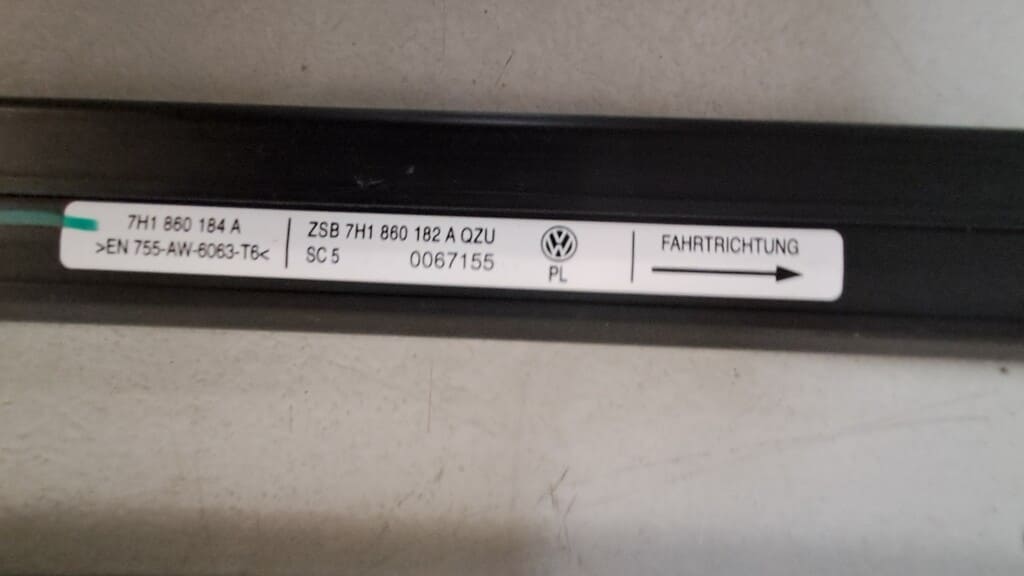 7H1 860 184 A
>EN 755-AW-6063-T6<
ZSB 7H1 860 182 A QZU
SC 5 0067155
PL
FAHRTRICHTUNG